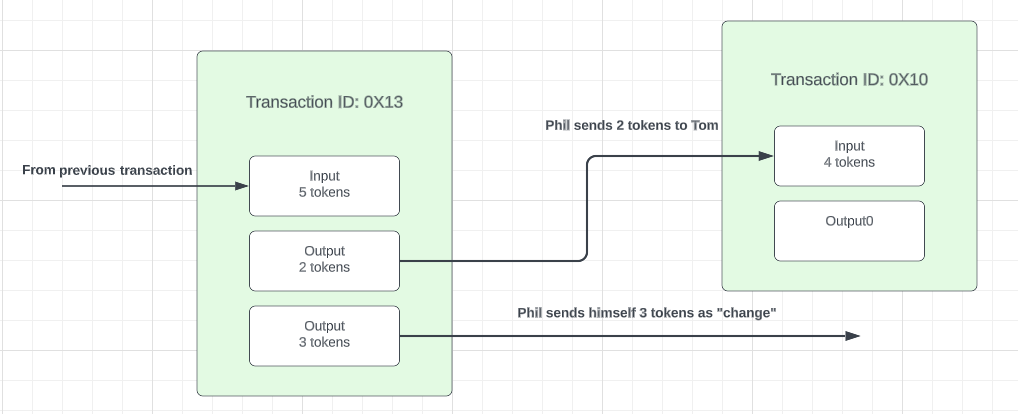 Transaction ID: 0X13
From previous transaction
Input
5 tokens
Output
2 tokens
Output
3 tokens
Phil sends 2 tokens to Tom
Phil sends himself 3 tokens as "change"
Transaction ID: 0X10
Input
4 tokens
Output0